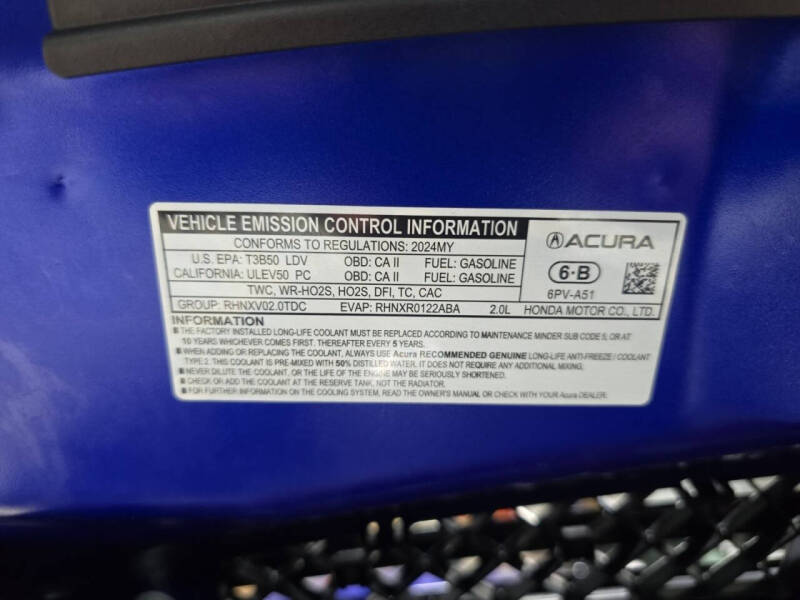 VEHICLE EMISSION CONTROL INFORMATION
CONFORMS TO REGULATIONS: 2024MY
U.S. EPA: T3B50 LDV OBD: CA II FUEL: GASOLINE
CALIFORNIA: ULEV50 PC OBD: CA II FUEL: GASOLINE
TWC, WR-HO2S, HO2S, DFI, TC, CAC
GROUP: RHNXV02.0TDC EVAP: RHNXR0122ABA 2.0L
ACURA
6·B
6PV-A51
HONDA MOTOR CO., LTD.
INFORMATION
THE FACTORY INSTALLED LONG-LIFE COOLANT MUST BE REPLACED ACCORDING TO MAINTENANCE MINDER SUB CODE 5, OR AT
10 YEARS WHICHEVER COMES FIRST. THEREAFTER EVERY 5 YEARS.
WHEN ADDING OR REPLACING THE COOLANT, ALWAYS USE Acura RECOMMENDED GENUINE LONG-LIFE ANTI-FREEZE / COOLANT
TYPE 2. THIS COOLANT IS PRE-MIXED WITH 50% DISTILLED WATER. IT DOES NOT REQUIRE ANY ADDITIONAL MIXING.
NEVER DILUTE THE COOLANT, OR LIFE OF THE ENGINE MAY BE SERIOUSLY SHORTENED.
CHECK OR ADD COOLANT AT THE RESERVE TANK, NOT THE RADIATOR.
FOR FURTHER INFORMATION ON THE COOLING SYSTEM, READ THE OWNER'S MANUAL OR CHECK WITH YOUR Acura DEALER.